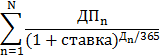 N
∑ ДПn / (1 + ставка)^(Дn/365)
n=1